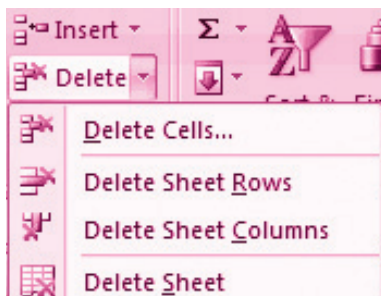 Insert Σ A Z
Delete
Delete Cells...
Delete Sheet Rows
Delete Sheet Columns
Delete Sheet